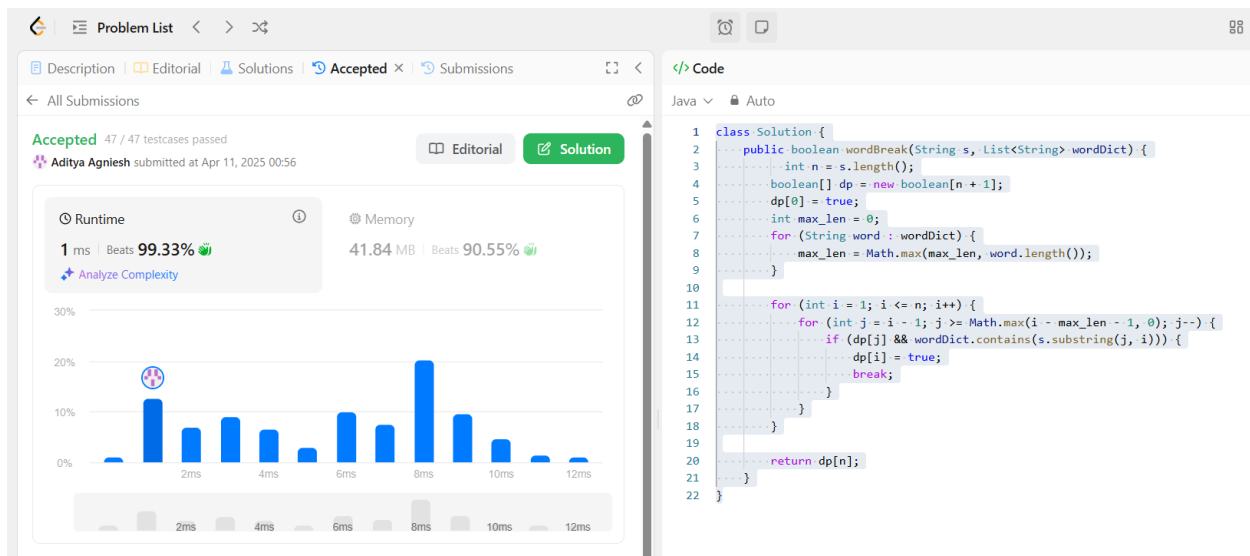 Problem List
Description | Editorial | Solutions | Accepted × | Submissions
← All Submissions
Accepted 47 / 47 testcases passed
Aditya Agniesh submitted at Apr 11, 2025 00:56
Editorial
Solution
Runtime
1 ms | Beats 99.33%
Analyze Complexity
Memory
41.84 MB | Beats 90.55%
30%
20%
10%
0%
2ms 4ms 6ms 8ms 10ms 12ms
2ms 4ms 6ms 8ms 10ms 12ms
</> Code
Java Auto
1 class Solution {
2     public boolean wordBreak(String s, List<String> wordDict) {
3           int n = s.length();
4         boolean[] dp = new boolean[n + 1];
5         dp[0] = true;
6         int max_len = 0;
7         for (String word : wordDict) {
8             max_len = Math.max(max_len, word.length());
9         }
10
11         for (int i = 1; i <= n; i++) {
12             for (int j = i - 1; j >= Math.max(i - max_len - 1, 0); j--) {
13                 if (dp[j] && wordDict.contains(s.substring(j, i))) {
14                     dp[i] = true;
15                     break;
16                 }
17             }
18         }
19
20         return dp[n];
21     }
22 }